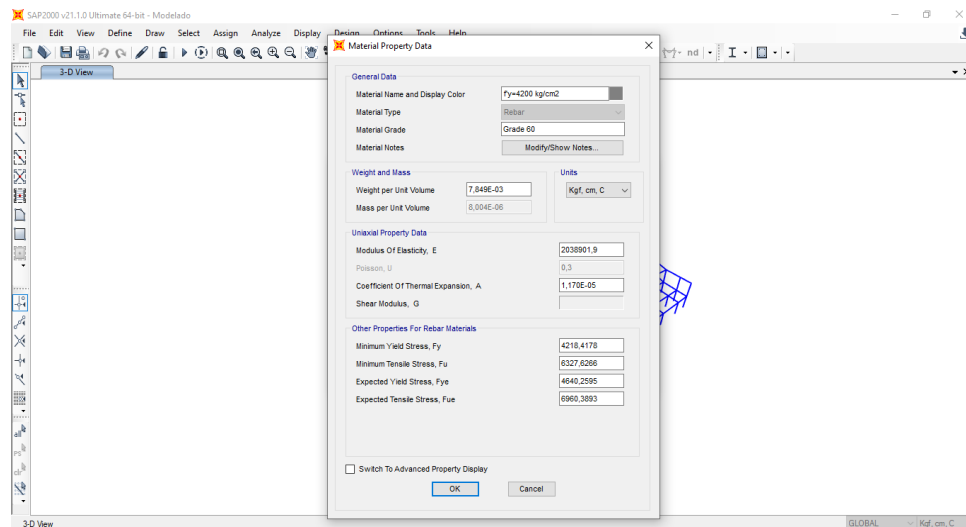 SAP2000 v21.1.0 Ultimate 64-bit - Modelado
File Edit View Define Draw Select Assign Analyze Display Design Options Tools Help
nd
3-D View
Material Property Data
General Data
Material Name and Display Color f'y=4200 kg/cm2
Material Type Rebar
Material Grade Grade 60
Material Notes Modify/Show Notes...
Weight and Mass
Units
Weight per Unit Volume 7,849E-03
Kgf, cm, C
Mass per Unit Volume 8,004E-06
Uniaxial Property Data
Modulus Of Elasticity, E 2038901,9
Poisson, U 0,3
Coefficient Of Thermal Expansion, A 1,170E-05
Shear Modulus, G
Other Properties For Rebar Materials
Minimum Yield Stress, Fy 4218,4178
Minimum Tensile Stress, Fu 6327,6266
Expected Yield Stress, Fye 4640,2595
Expected Tensile Stress, Fue 6960,3893
Switch To Advanced Property Display
OK Cancel
all
PS
clr
3-D View
GLOBAL
Kgf, cm, C